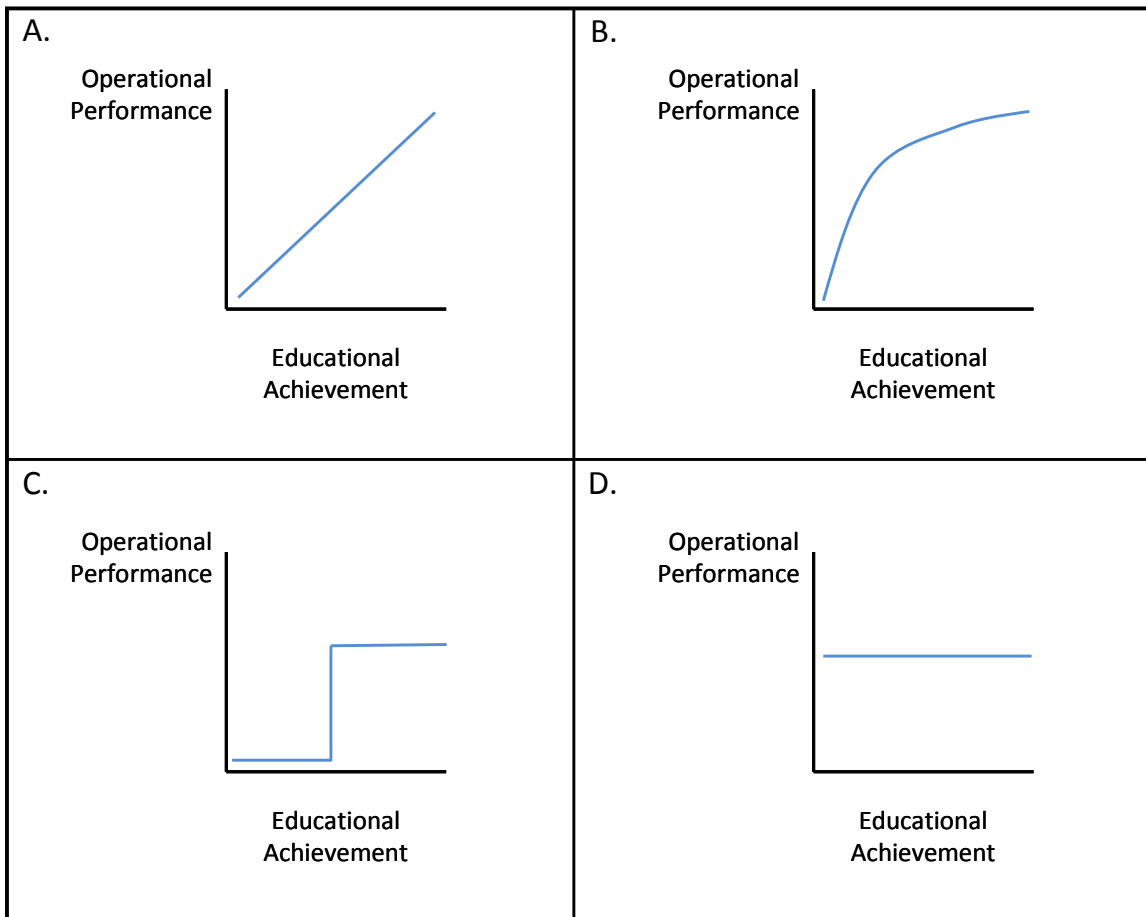 A.
Operational
Performance
Educational
Achievement
B.
Operational
Performance
Educational
Achievement
C.
Operational
Performance
Educational
Achievement
D.
Operational
Performance
Educational
Achievement